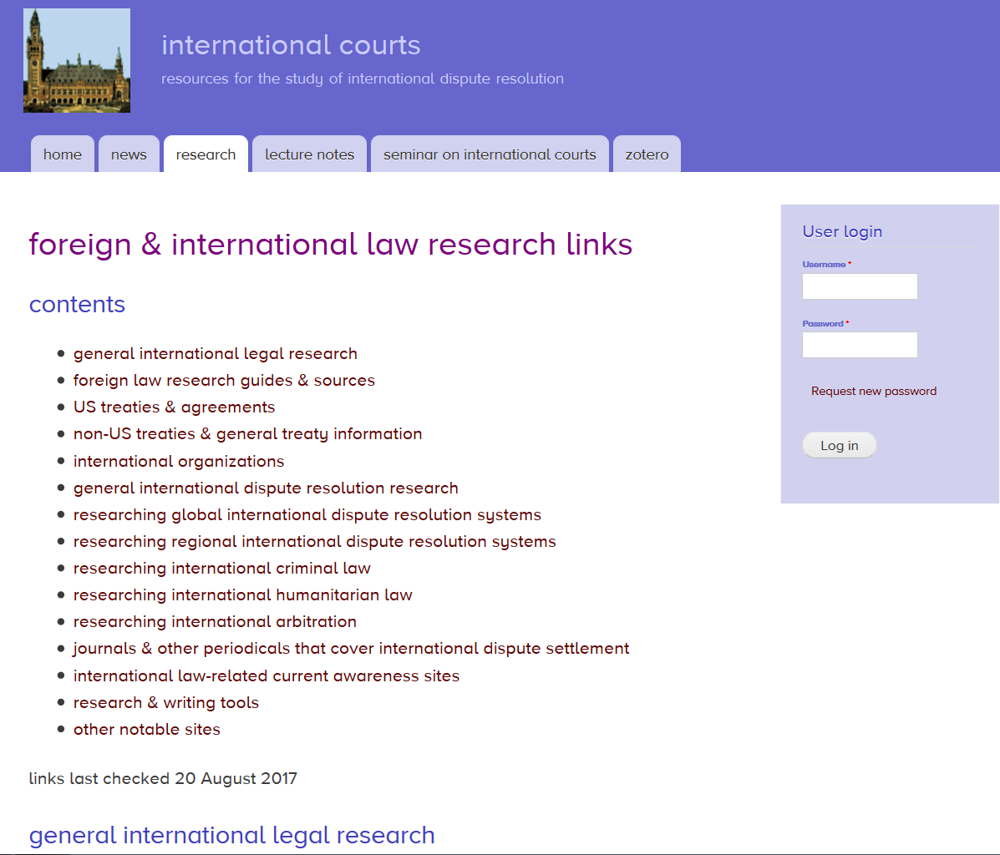 international courts
resources for the study of international dispute resolution
home
news
research
lecture notes
seminar on international courts
zotero
foreign & international law research links
contents
general international legal research
foreign law research guides & sources
US treaties & agreements
non-US treaties & general treaty information
international organizations
general international dispute resolution research
researching global international dispute resolution systems
researching regional international dispute resolution systems
researching international criminal law
researching international humanitarian law
researching international arbitration
journals & other periodicals that cover international dispute settlement
international law-related current awareness sites
research & writing tools
other notable sites
links last checked 20 August 2017
general international legal research
User login
Username *
Password *
Request new password
Log in